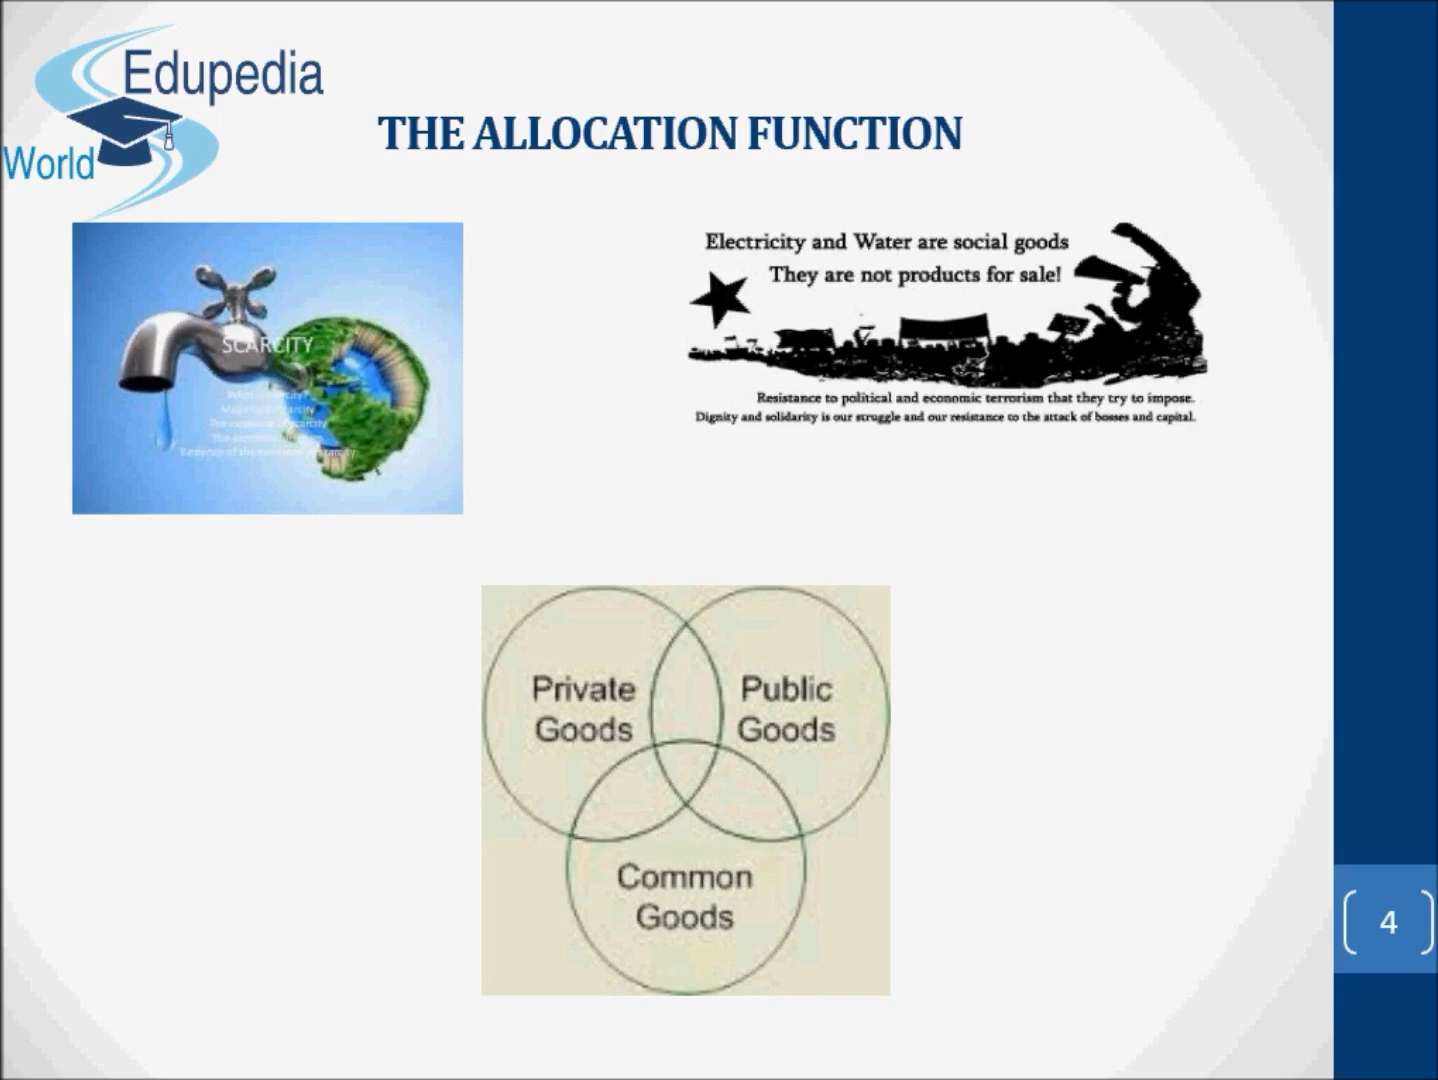 Edupedia
World
THE ALLOCATION FUNCTION
SCARCITY
Electricity and Water are social goods
They are not products for sale!
Resistance to political and economic terrorism that they try to impose.
Dignity and solidarity is our struggle and our resistance to the attack of bosses and capital.
Private
Goods
Public
Goods
Common
Goods
4